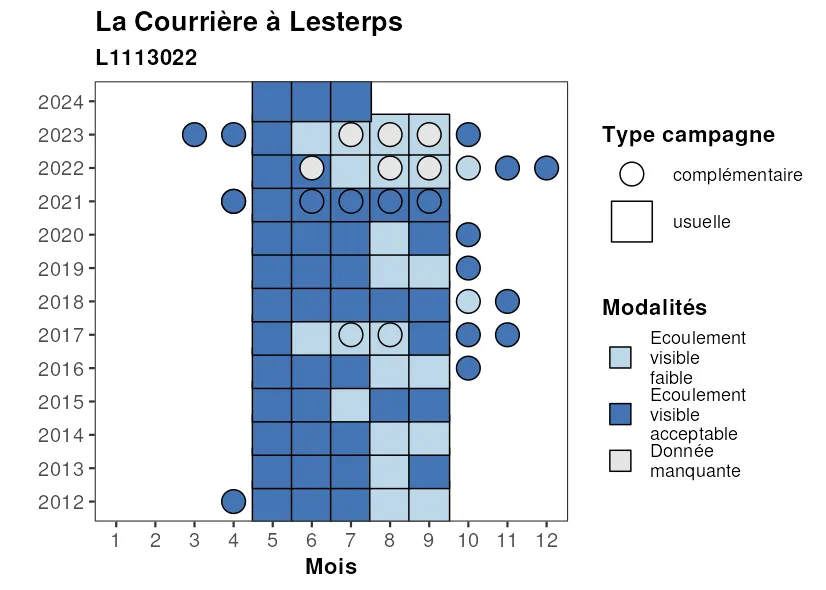 La Courrière à Lesterps
L1113022
2024
2023
2022
2021
2020
2019
2018
2017
2016
2015
2014
2013
2012
1 2 3 4 5 6 7 8 9 10 11 12
Mois
Type campagne
complémentaire
usuelle
Modalités
Ecoulement
visible
faible
Ecoulement
visible
acceptable
Donnée
manquante